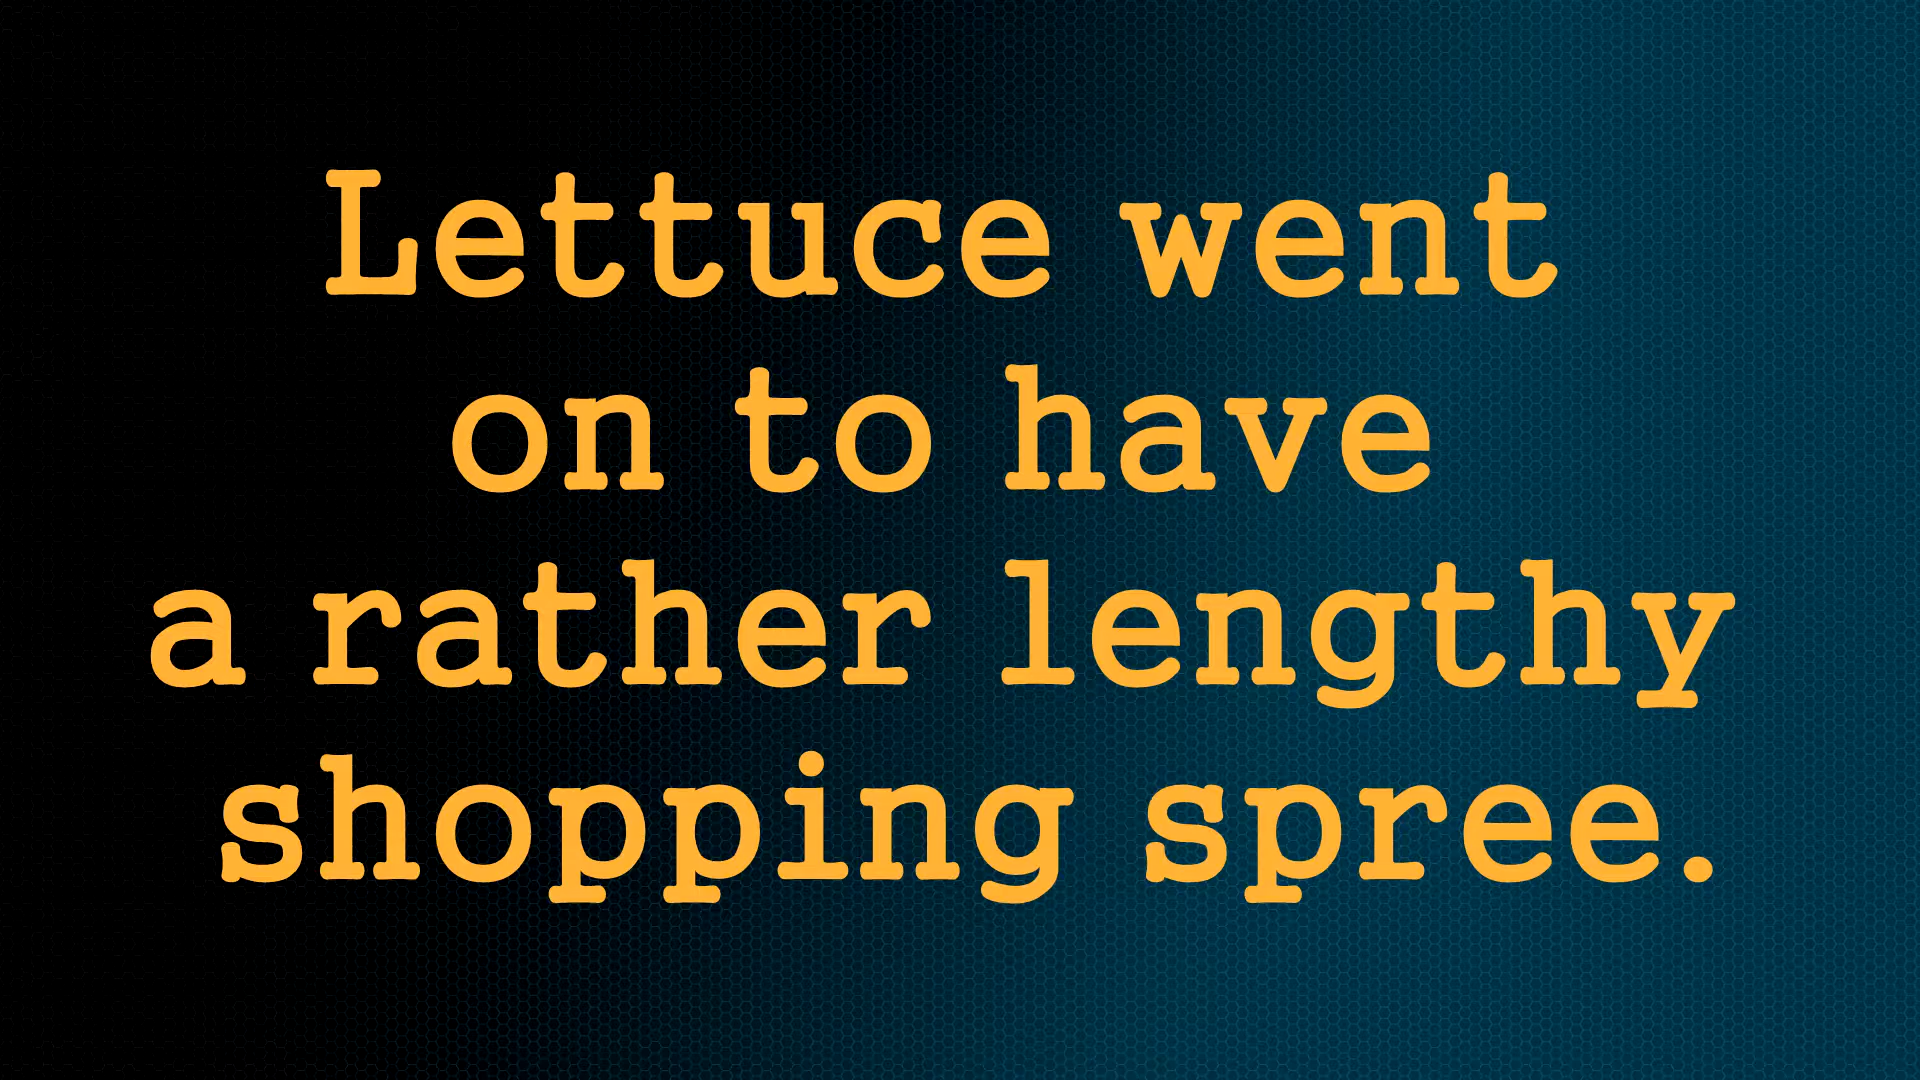 Lettuce went
on to have
a rather lengthy
shopping spree.